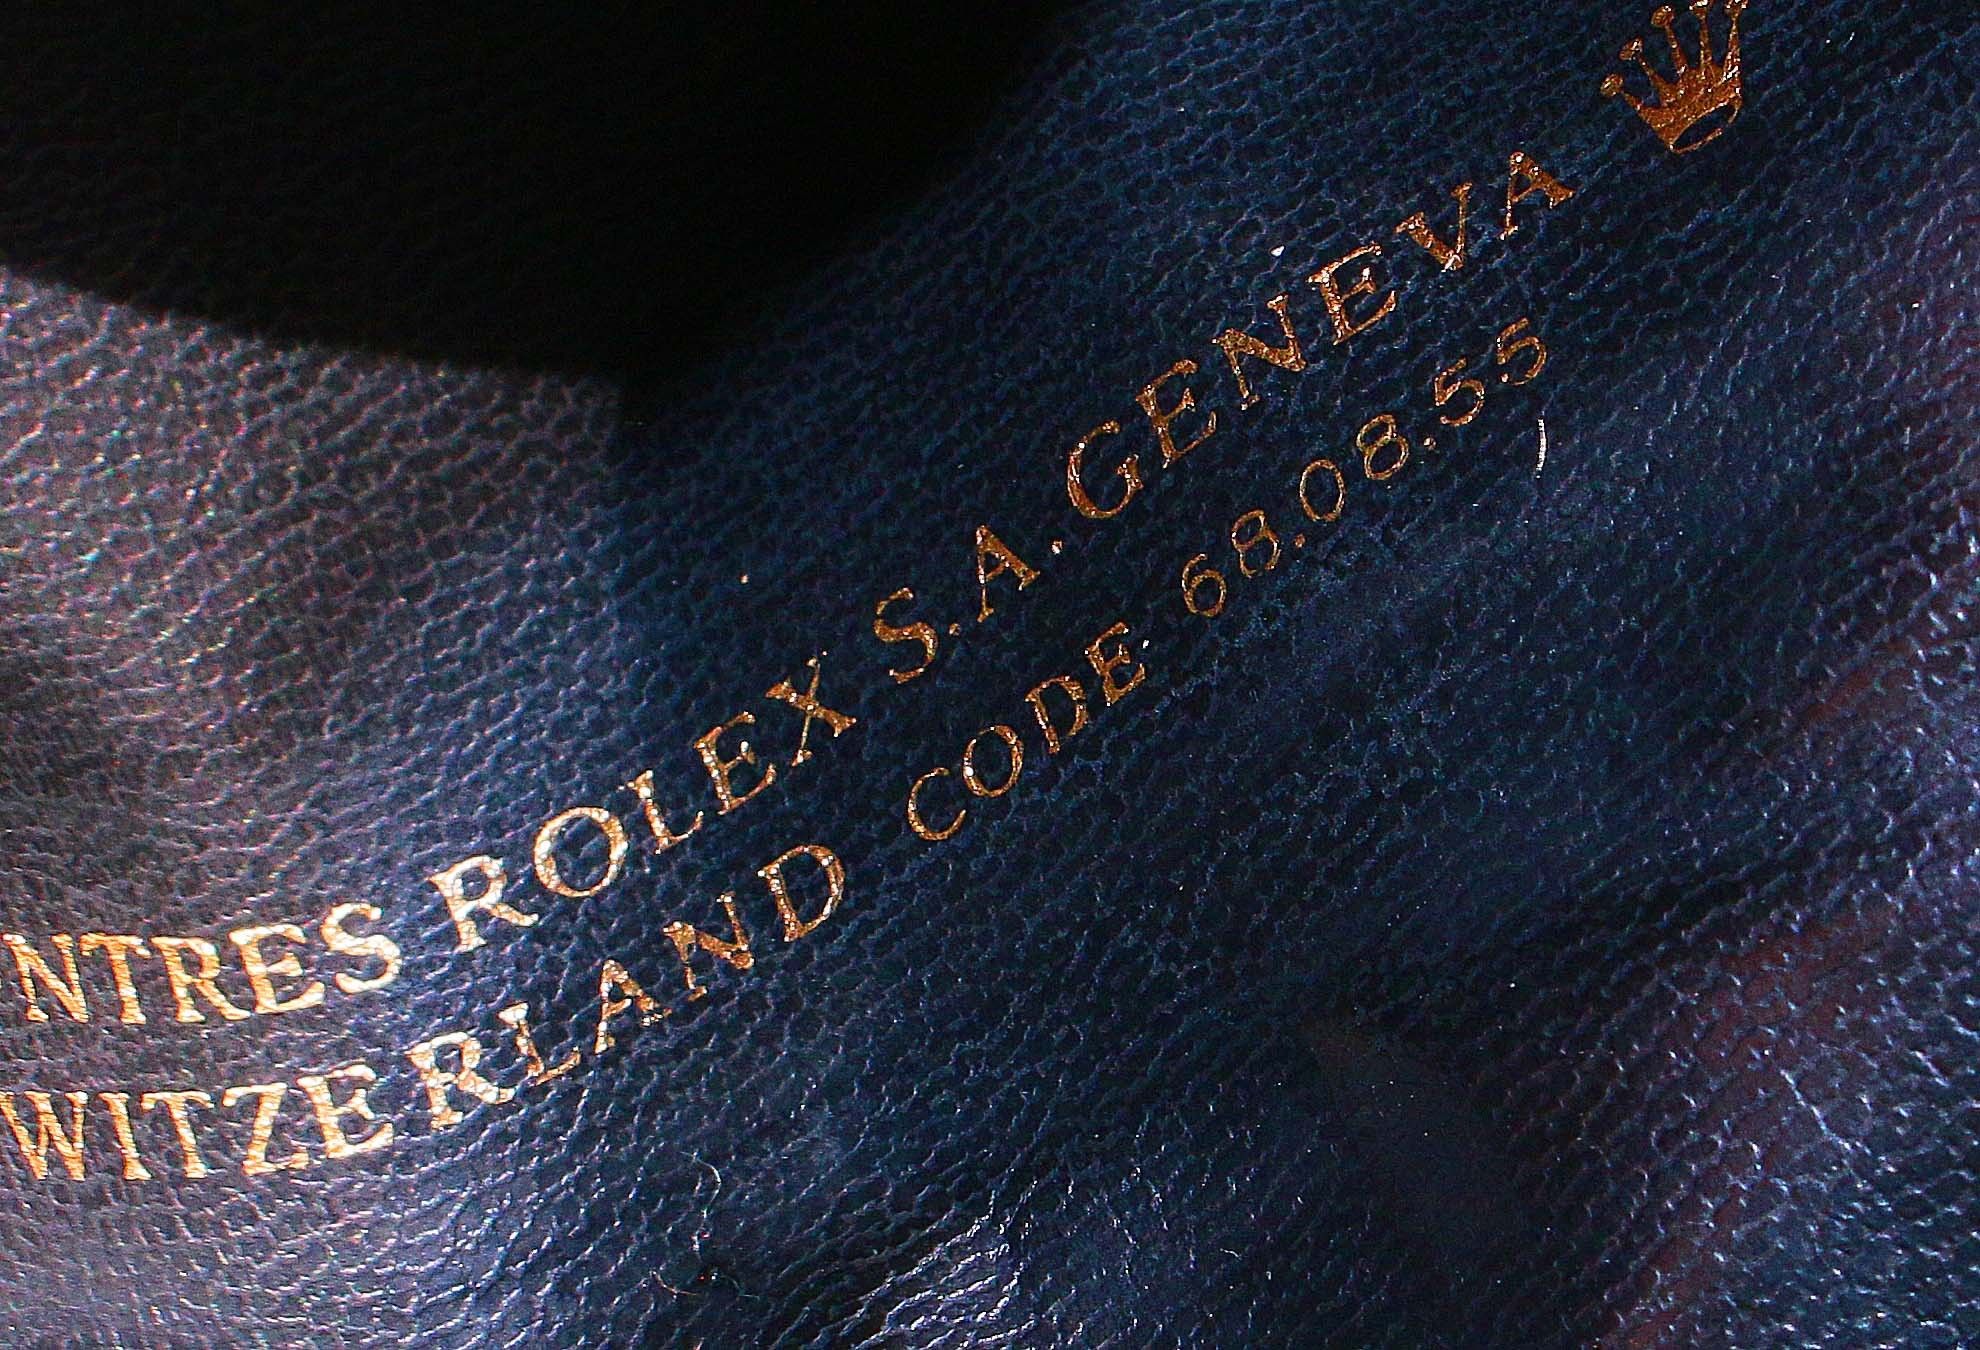 NTRES ROLEX S.A. GENEVA
WITZERLAND CODE 68.08.55